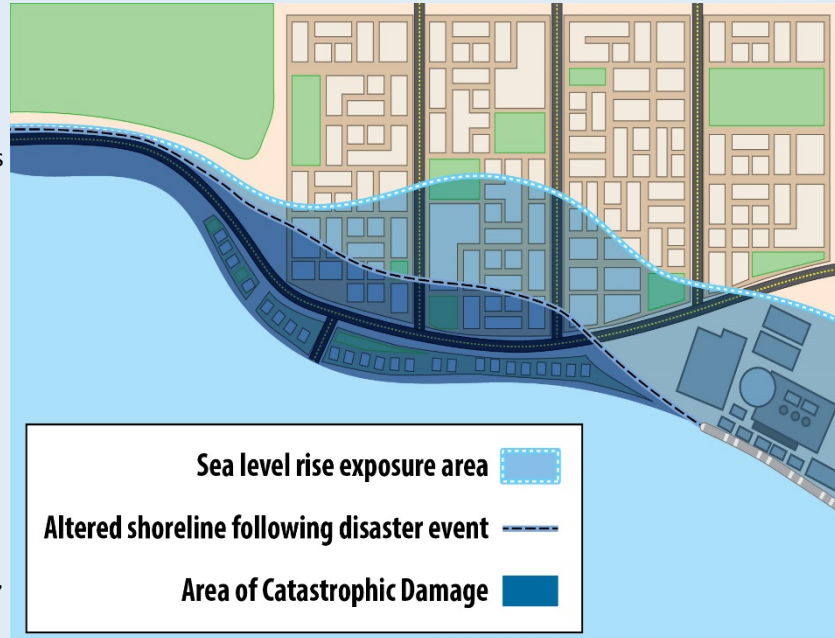 s
Sea level rise exposure area
Altered shoreline following disaster event
Area of Catastrophic Damage